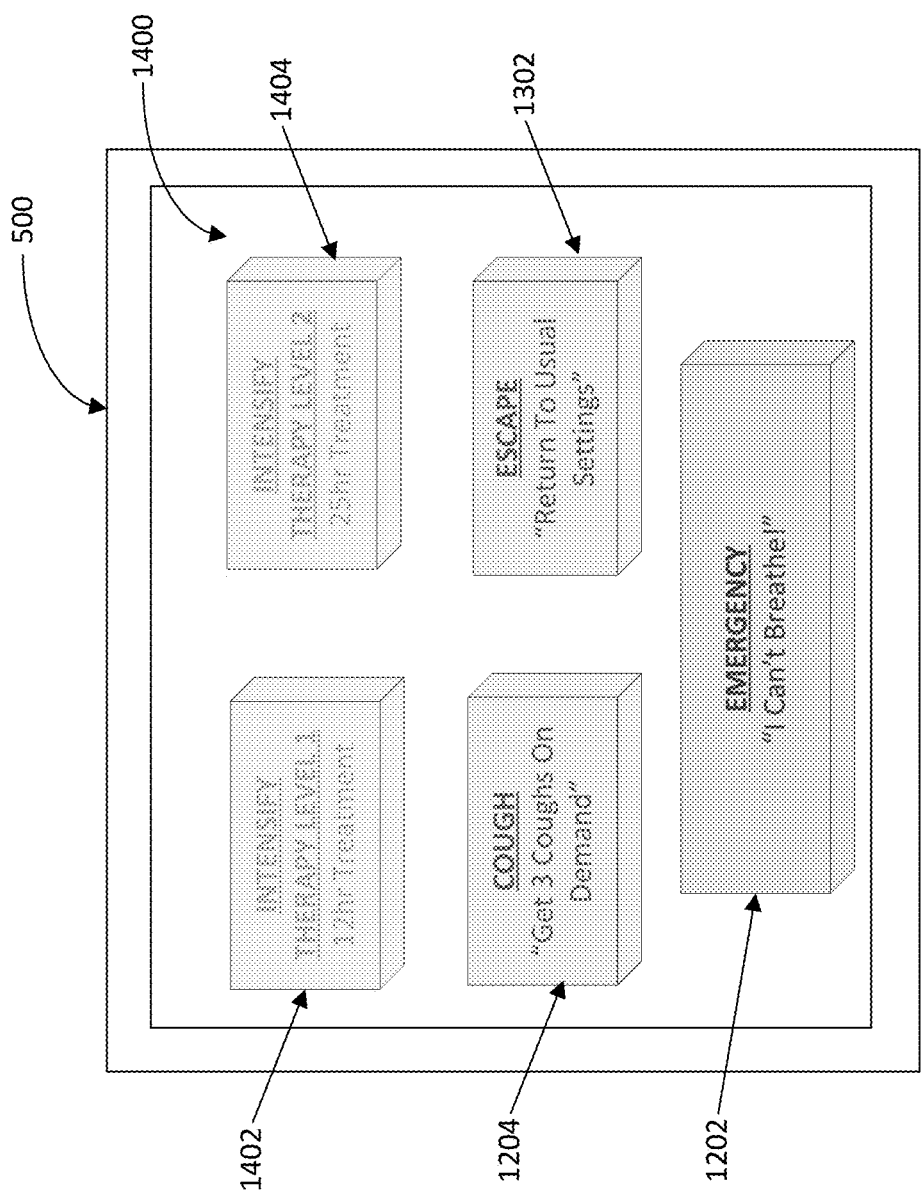 500
1400
1404
INTENSIFY
THERAPY LEVEL 1
12hr Treatment
INTENSIFY
THERAPY LEVEL 2
25hr Treatment
1402
COUGH
"Get 3 Coughs On
Demand"
ESCAPE
"Return To Usual
Settings"
1302
1204
EMERGENCY
"I Can't Breathe!"
1202